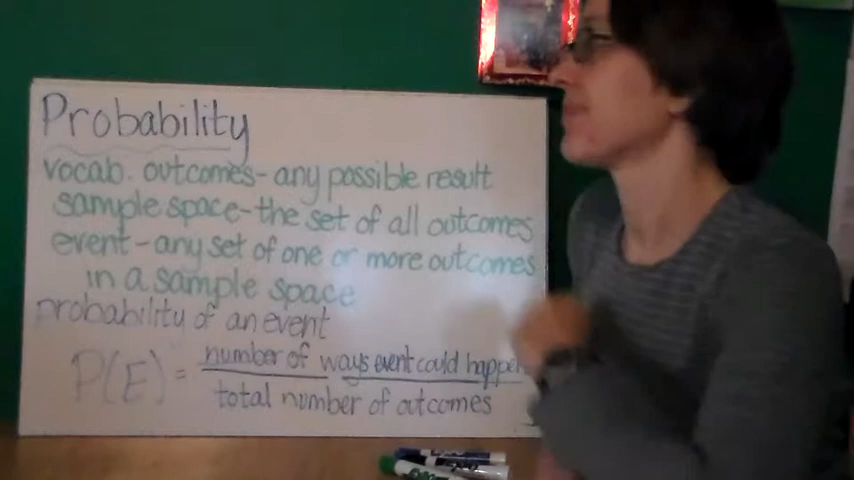 Probability
vocab. outcomes - any possible result
sample space - the set of all outcomes
event - any set of one or more outcomes
in a sample space
probability of an event
P(E) = number of ways event could happen
total number of outcomes
EXPO